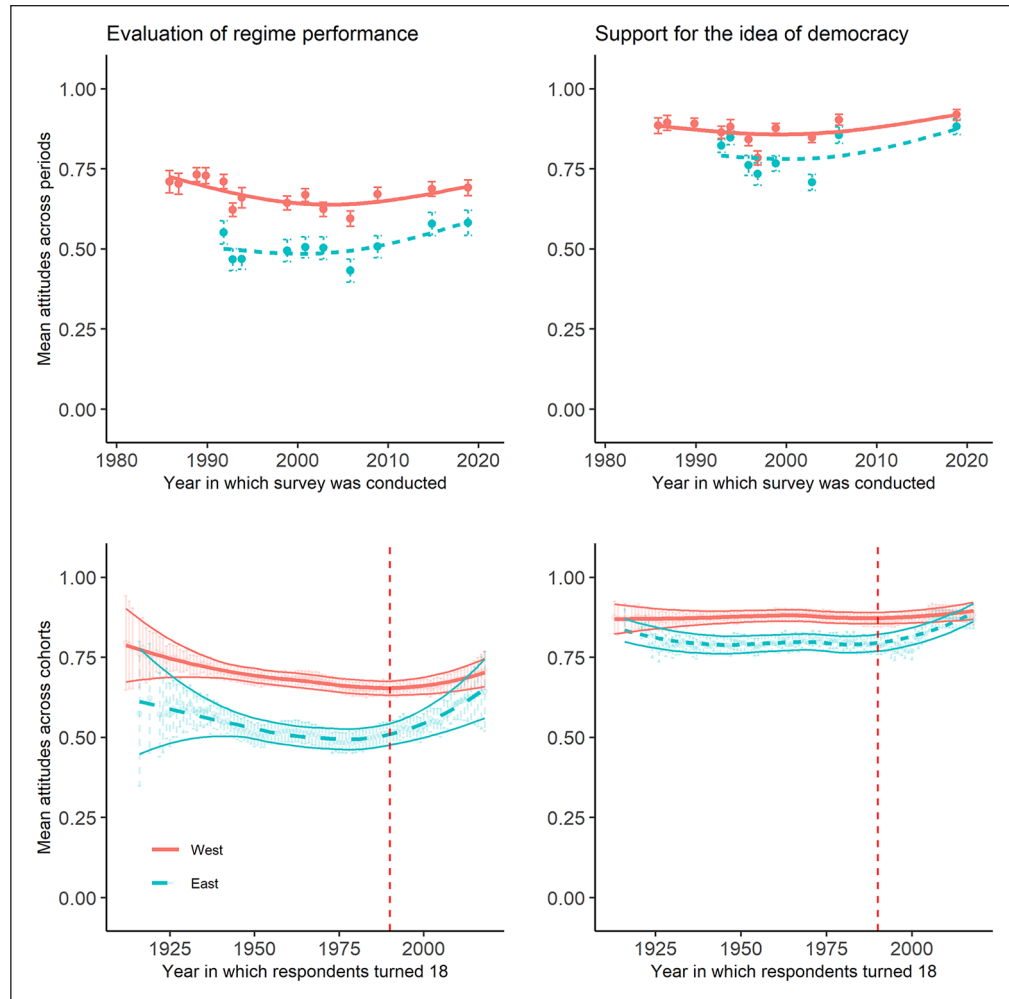 Evaluation of regime performance
Support for the idea of democracy
Mean attitudes across periods
1.00
0.75
0.50
0.25
0.00
1980 1990 2000 2010 2020
Year in which survey was conducted
1.00
0.75
0.50
0.25
0.00
1980 1990 2000 2010 2020
Year in which survey was conducted
Mean attitudes across cohorts
1.00
0.75
0.50
0.25
0.00
West
East
1925 1950 1975 2000
Year in which respondents turned 18
1.00
0.75
0.50
0.25
0.00
1925 1950 1975 2000
Year in which respondents turned 18